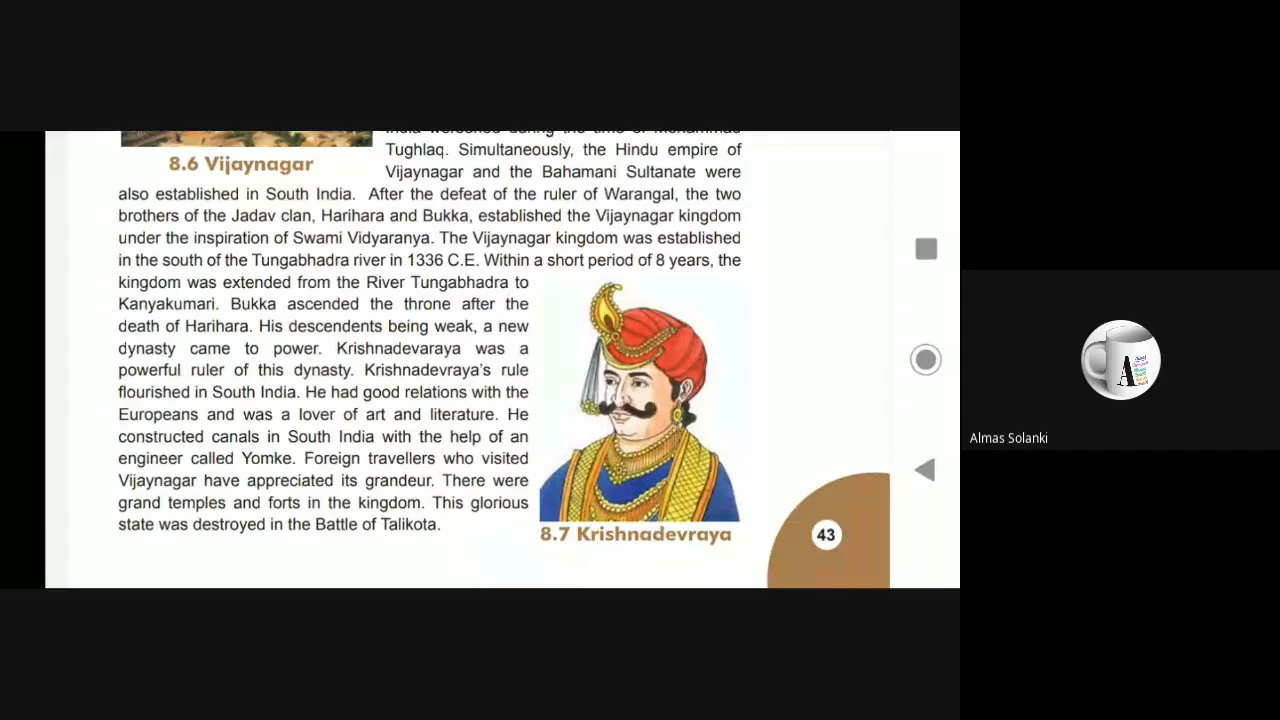 India worsened during the time of Mohammad
8.6 Vijaynagar
Tughlaq. Simultaneously, the Hindu empire of
Vijaynagar and the Bahamani Sultanate were
also established in South India. After the defeat of the ruler of Warangal, the two
brothers of the Jadav clan, Harihara and Bukka, established the Vijaynagar kingdom
under the inspiration of Swami Vidyaranya. The Vijaynagar kingdom was established
in the south of the Tungabhadra river in 1336 C.E. Within a short period of 8 years, the
kingdom was extended from the River Tungabhadra to
Kanyakumari. Bukka ascended the throne after the
death of Harihara. His descendents being weak, a new
dynasty came to power. Krishnadevaraya was a
powerful ruler of this dynasty. Krishnadevraya's rule
flourished in South India. He had good relations with the
Europeans and was a lover of art and literature. He
constructed canals in South India with the help of an
engineer called Yomke. Foreign travellers who visited
Vijaynagar have appreciated its grandeur. There were
grand temples and forts in the kingdom. This glorious
state was destroyed in the Battle of Talikota.
8.7 Krishnadevraya
43
A
Almas Solanki